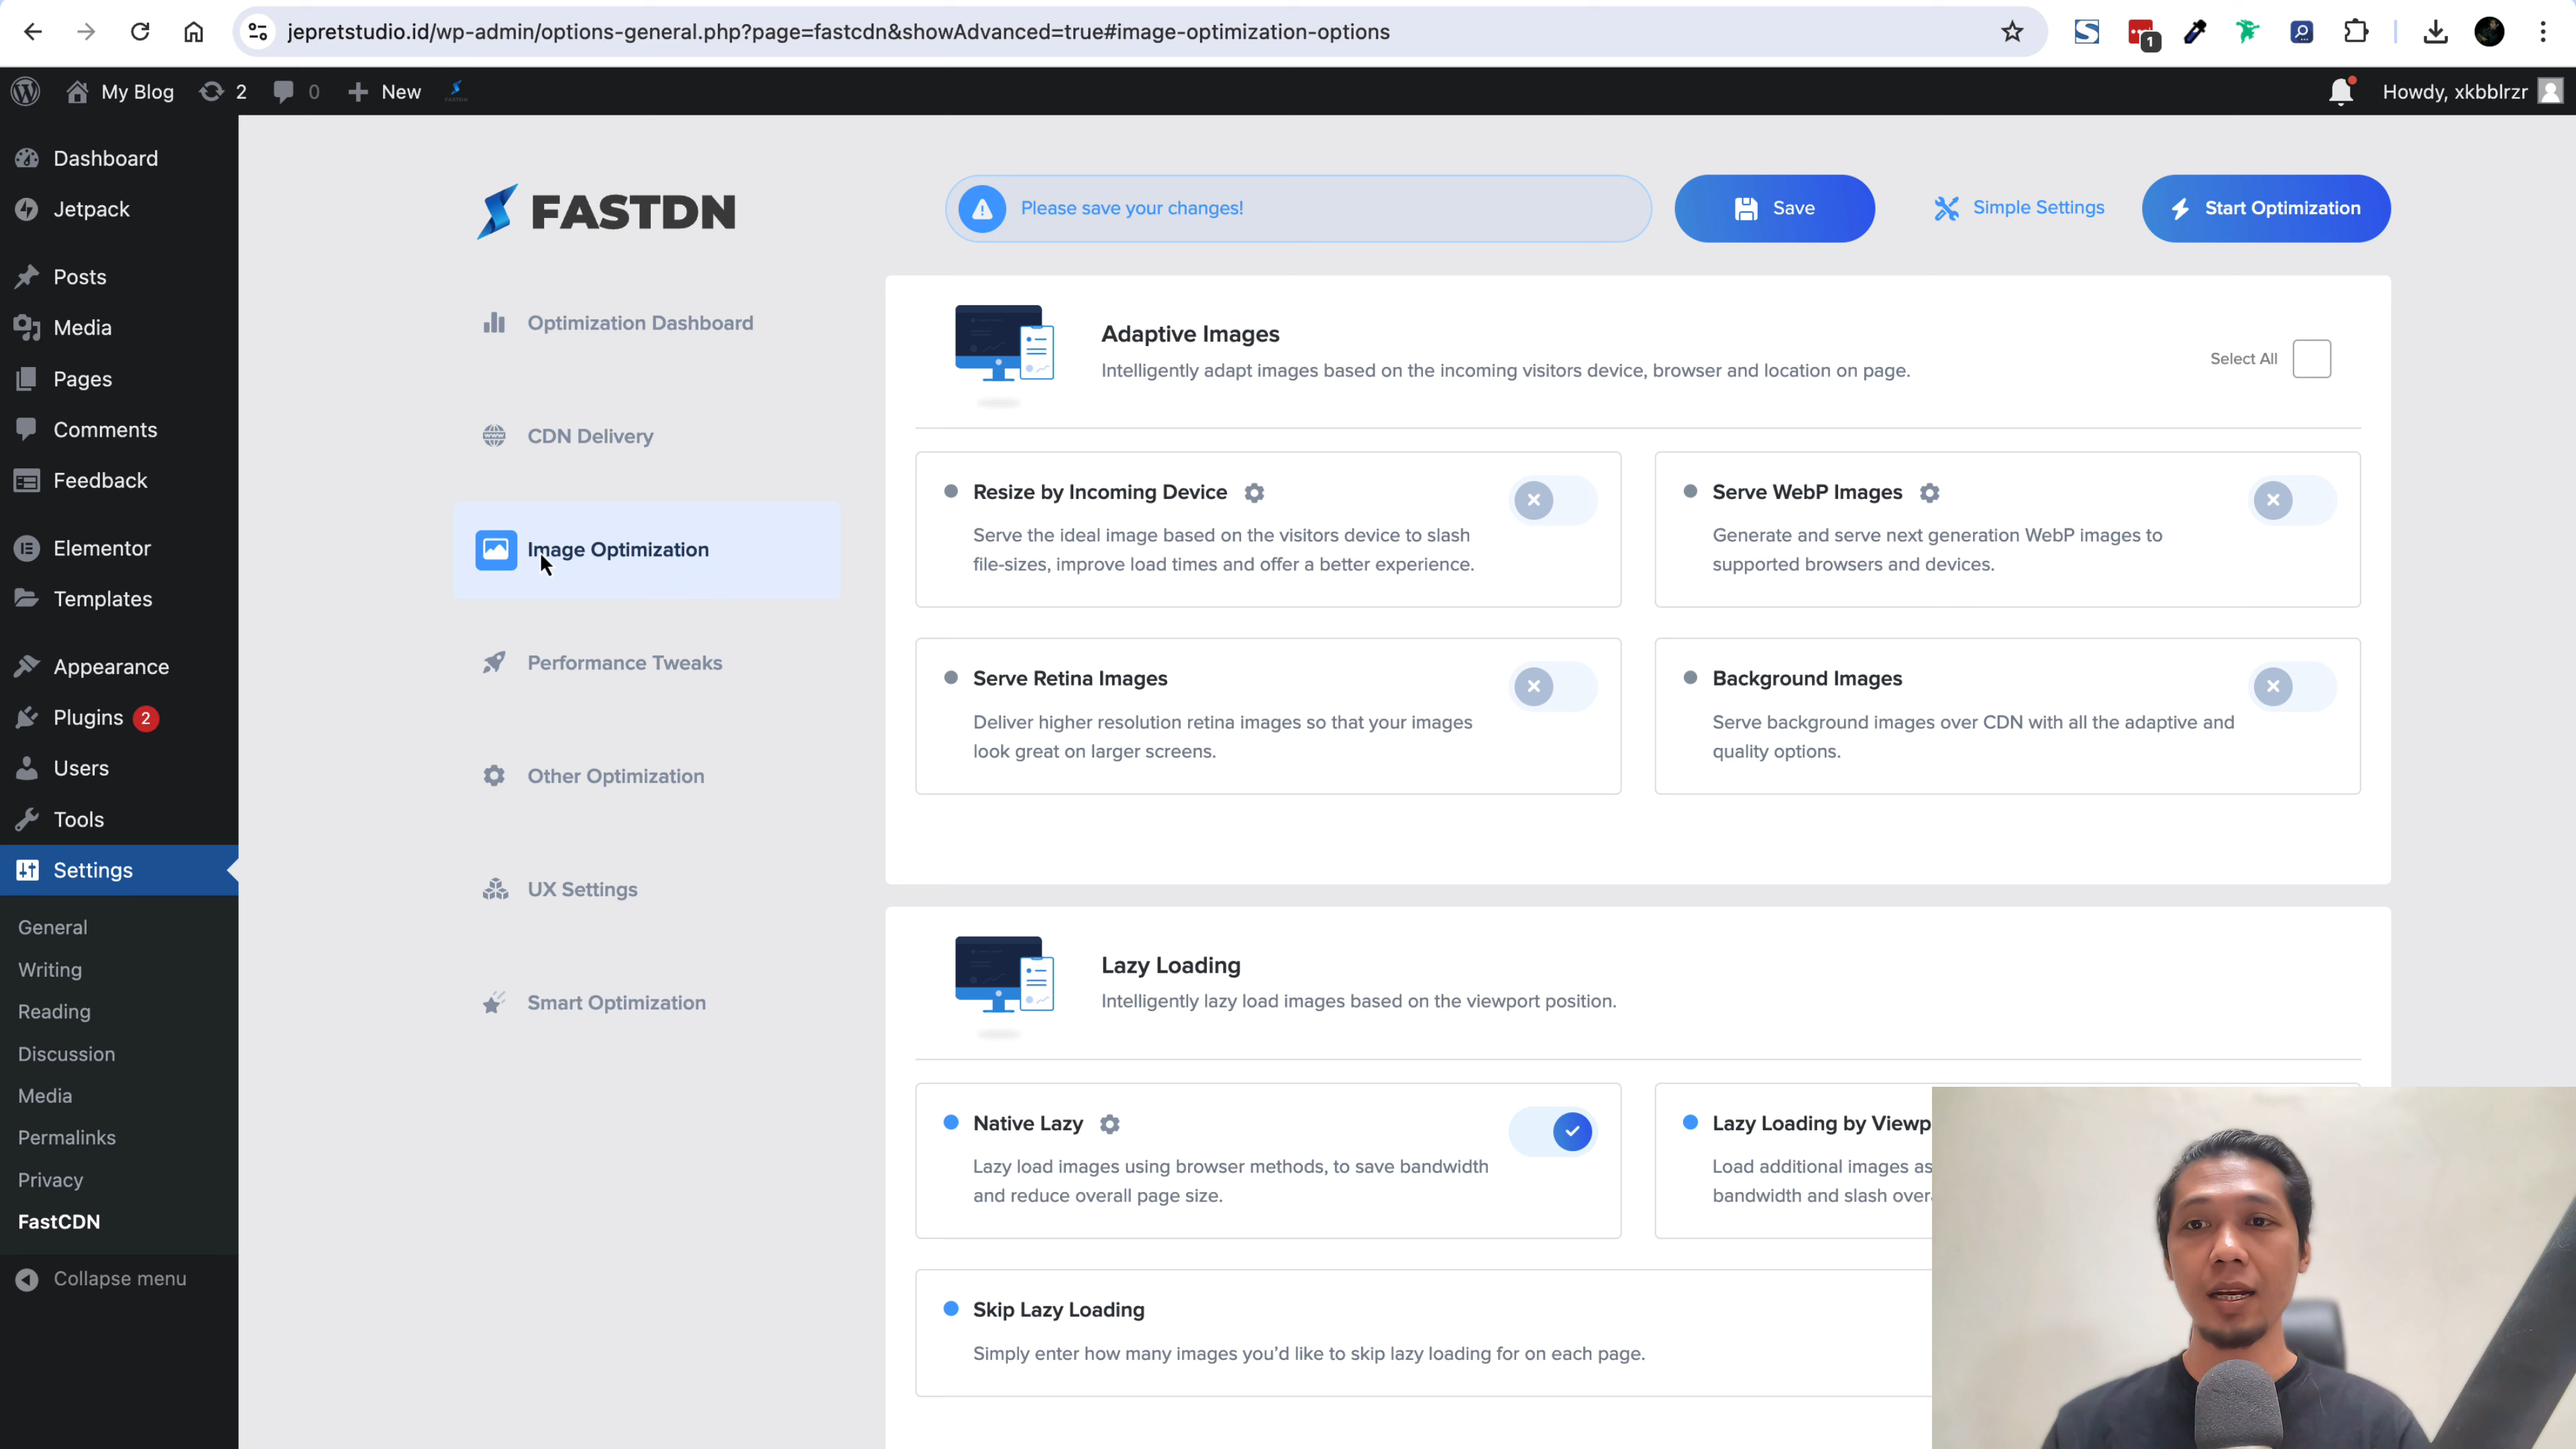 jepretstudio.id/wp-admin/options-general.php?page=fastcdn&showAdvanced=true#image-optimization-options
1
My Blog
2
0
New
Howdy, xkbblrzr
Dashboard
Jetpack
Posts
Media
Pages
Comments
Feedback
Elementor
Templates
Appearance
Plugins 2
Users
Tools
Settings
General
Writing
Reading
Discussion
Media
Permalinks
Privacy
FastCDN
Collapse menu
FASTDN
Please save your changes!
Save
Simple Settings
Start Optimization
Optimization Dashboard
CDN Delivery
Image Optimization
Performance Tweaks
Other Optimization
UX Settings
Smart Optimization
Adaptive Images
Intelligently adapt images based on the incoming visitors device, browser and location on page.
Select All
Resize by Incoming Device
Serve the ideal image based on the visitors device to slash
file-sizes, improve load times and offer a better experience.
Serve WebP Images
Generate and serve next generation WebP images to
supported browsers and devices.
Serve Retina Images
Deliver higher resolution retina images so that your images
look great on larger screens.
Background Images
Serve background images over CDN with all the adaptive and
quality options.
Lazy Loading
Intelligently lazy load images based on the viewport position.
Native Lazy
Lazy load images using browser methods, to save bandwidth
and reduce overall page size.
Lazy Loading by Viewp
Load additional images as
bandwidth and slash over
Skip Lazy Loading
Simply enter how many images you'd like to skip lazy loading for on each page.